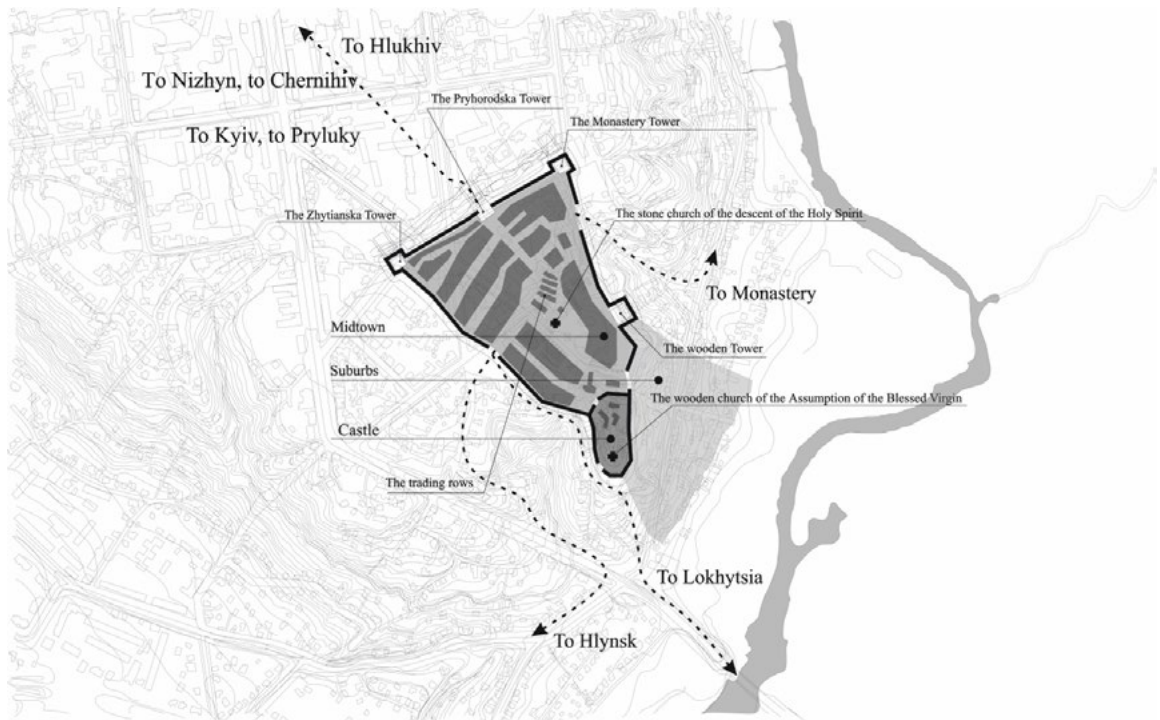 To Hlukhiv
To Nizhyn, to Chernihiv
The Pryhorodska Tower
The Monastery Tower
To Kyiv, to Pryluky
The Zhytianska Tower
The stone church of the descent of the Holy Spirit
To Monastery
Midtown
The wooden Tower
Suburbs
The wooden church of the Assumption of the Blessed Virgin
Castle
The trading rows
To Lokhytsia
To Hlynsk